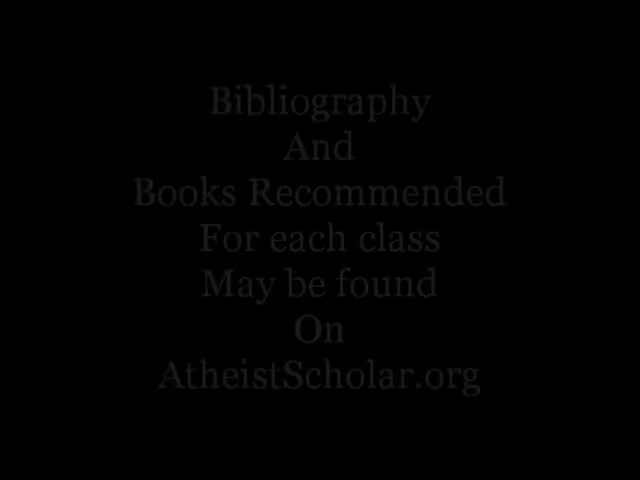 Bibliography
And
Books Recommended
For each class
May be found
On
AtheistScholar.org